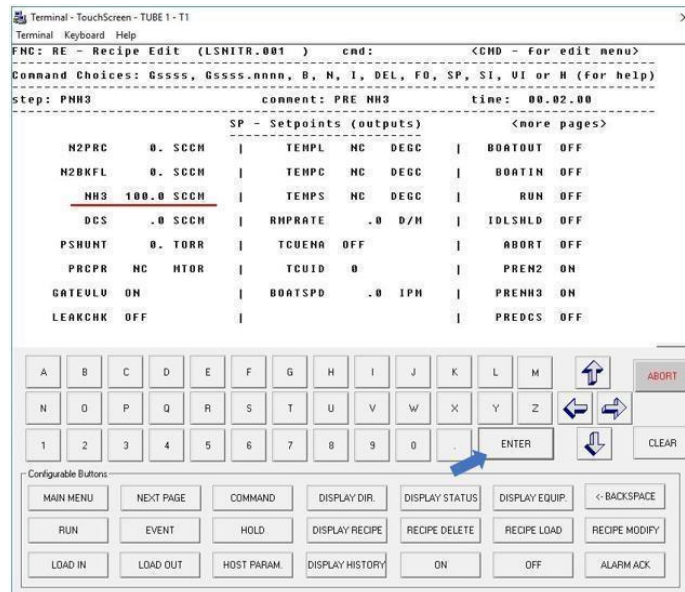 Terminal - TouchScreen - TUBE 1 - T1
Terminal Keyboard Help
FNC: RE - Recipe Edit (LSNITR.001 ) cmd: <CMD - for edit menu>
Command Choices: Gssss, Gssss.nnnn, B, N, I, DEL, FO, SP, SI, VI or H (for help)
step: PNH3 comment: PRE NH3 time: 00.02.00
SP - Setpoints (outputs) <more pages>
N2PRC 0. SCCM | TEMPL NC DEGC | BOATOUT OFF
N2BKFL 0. SCCM | TEMPC NC DEGC | BOATIN OFF
NH3 100.0 SCCM | TEMPS NC DEGC | RUN OFF
DCS .0 SCCM | RMPRATE .0 D/M | IDLSHLD OFF
PSHUNT 0. TORR | TCUENA OFF | ABORT OFF
PRCPR NC MTOR | TCUID 0 | PREN2 ON
GATEVLV ON | BOATSPD .0 IPM | PRENH3 ON
LEAKCHK OFF | | PREDCS OFF
A B C D E F G H I J K L M ABORT
N O P Q R S T U V W X Y Z
1 2 3 4 5 6 7 8 9 0 . ENTER CLEAR
Configurable Buttons
MAIN MENU NEXT PAGE COMMAND DISPLAY DIR. DISPLAY STATUS DISPLAY EQUIP. <- BACKSPACE
RUN EVENT HOLD DISPLAY RECIPE RECIPE DELETE RECIPE LOAD RECIPE MODIFY
LOAD IN LOAD OUT HOST PARAM. DISPLAY HISTORY ON OFF ALARM ACK